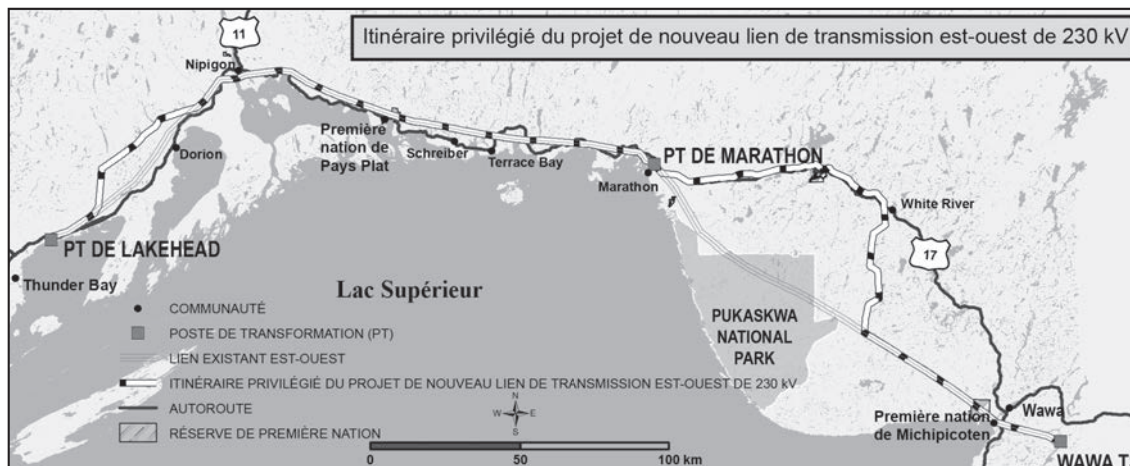 Itinéraire privilégié du projet de nouveau lien de transmission est-ouest de 230 kV
11
Nipigon
Dorion
Première
nation de
Pays Plat
Schreiber
Terrace Bay
PT DE MARATHON
Marathon
White River
17
PT DE LAKEHEAD
Thunder Bay
Lac Supérieur
PUKASKWA
NATIONAL
PARK
COMMUNAUTÉ
POSTE DE TRANSFORMATION (PT)
LIEN EXISTANT EST-OUEST
ITINÉRAIRE PRIVILÉGIÉ DU PROJET DE NOUVEAU LIEN DE TRANSMISSION EST-OUEST DE 230 kV
AUTOROUTE
RÉSERVE DE PREMIÈRE NATION
N
W E
S
0 50 100 km
Wawa
Première nation
de Michipicoten
WAWA T